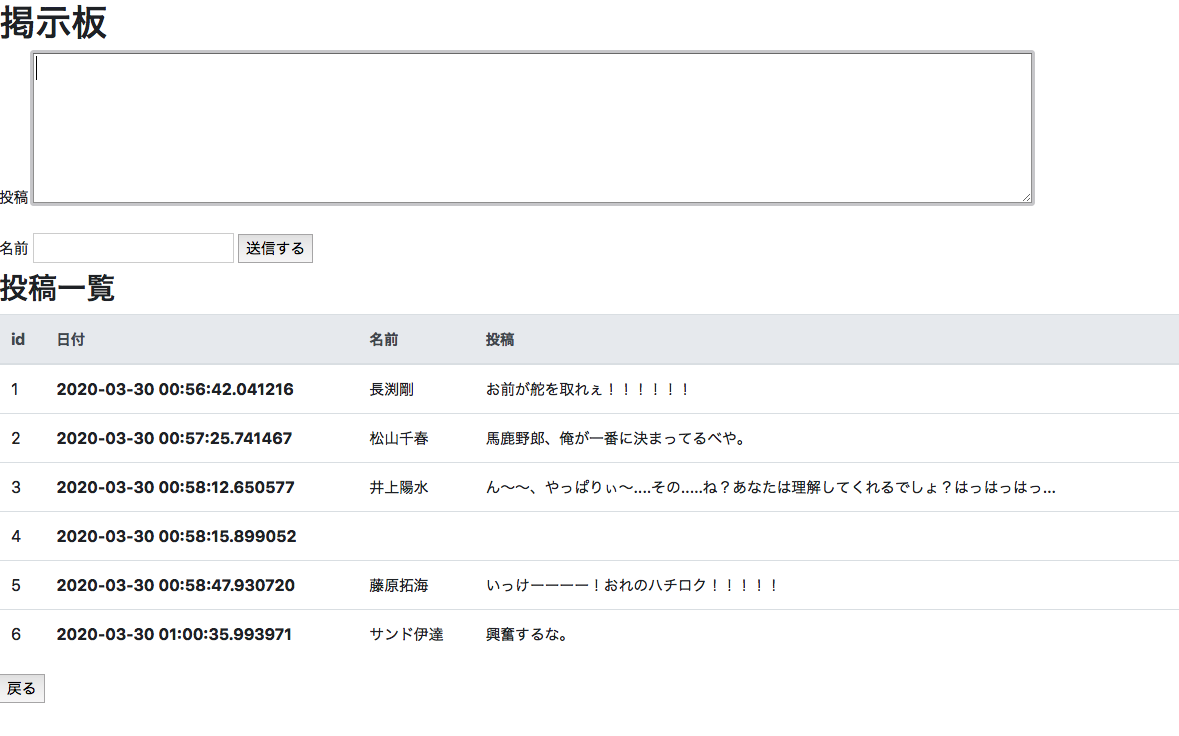 掲示板
投稿
名前 送信する
投稿一覧
id 日付 名前 投稿
1 2020-03-30 00:56:42.041216 長渕剛 お前が舵を取れぇ！！！！！！
2 2020-03-30 00:57:25.741467 松山千春 馬鹿野郎、俺が一番に決まってるべや。
3 2020-03-30 00:58:12.650577 井上陽水 ん〜〜、やっぱりぃ〜....その.....ね？あなたは理解してくれるでしょ？はっはっはっ...
4 2020-03-30 00:58:15.899052
5 2020-03-30 00:58:47.930720 藤原拓海 いっけーーーー！おれのハチロク！！！！！
6 2020-03-30 01:00:35.993971 サンド伊達 興奮するな。
戻る